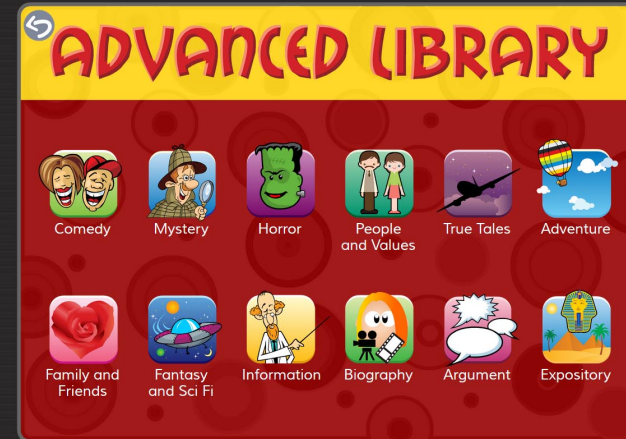 ADVANCED LIBRARY
Comedy
Mystery
Horror
People
and Values
True Tales
Adventure
Family and
Friends
Fantasy
and Sci Fi
Information
Biography
Argument
Expository